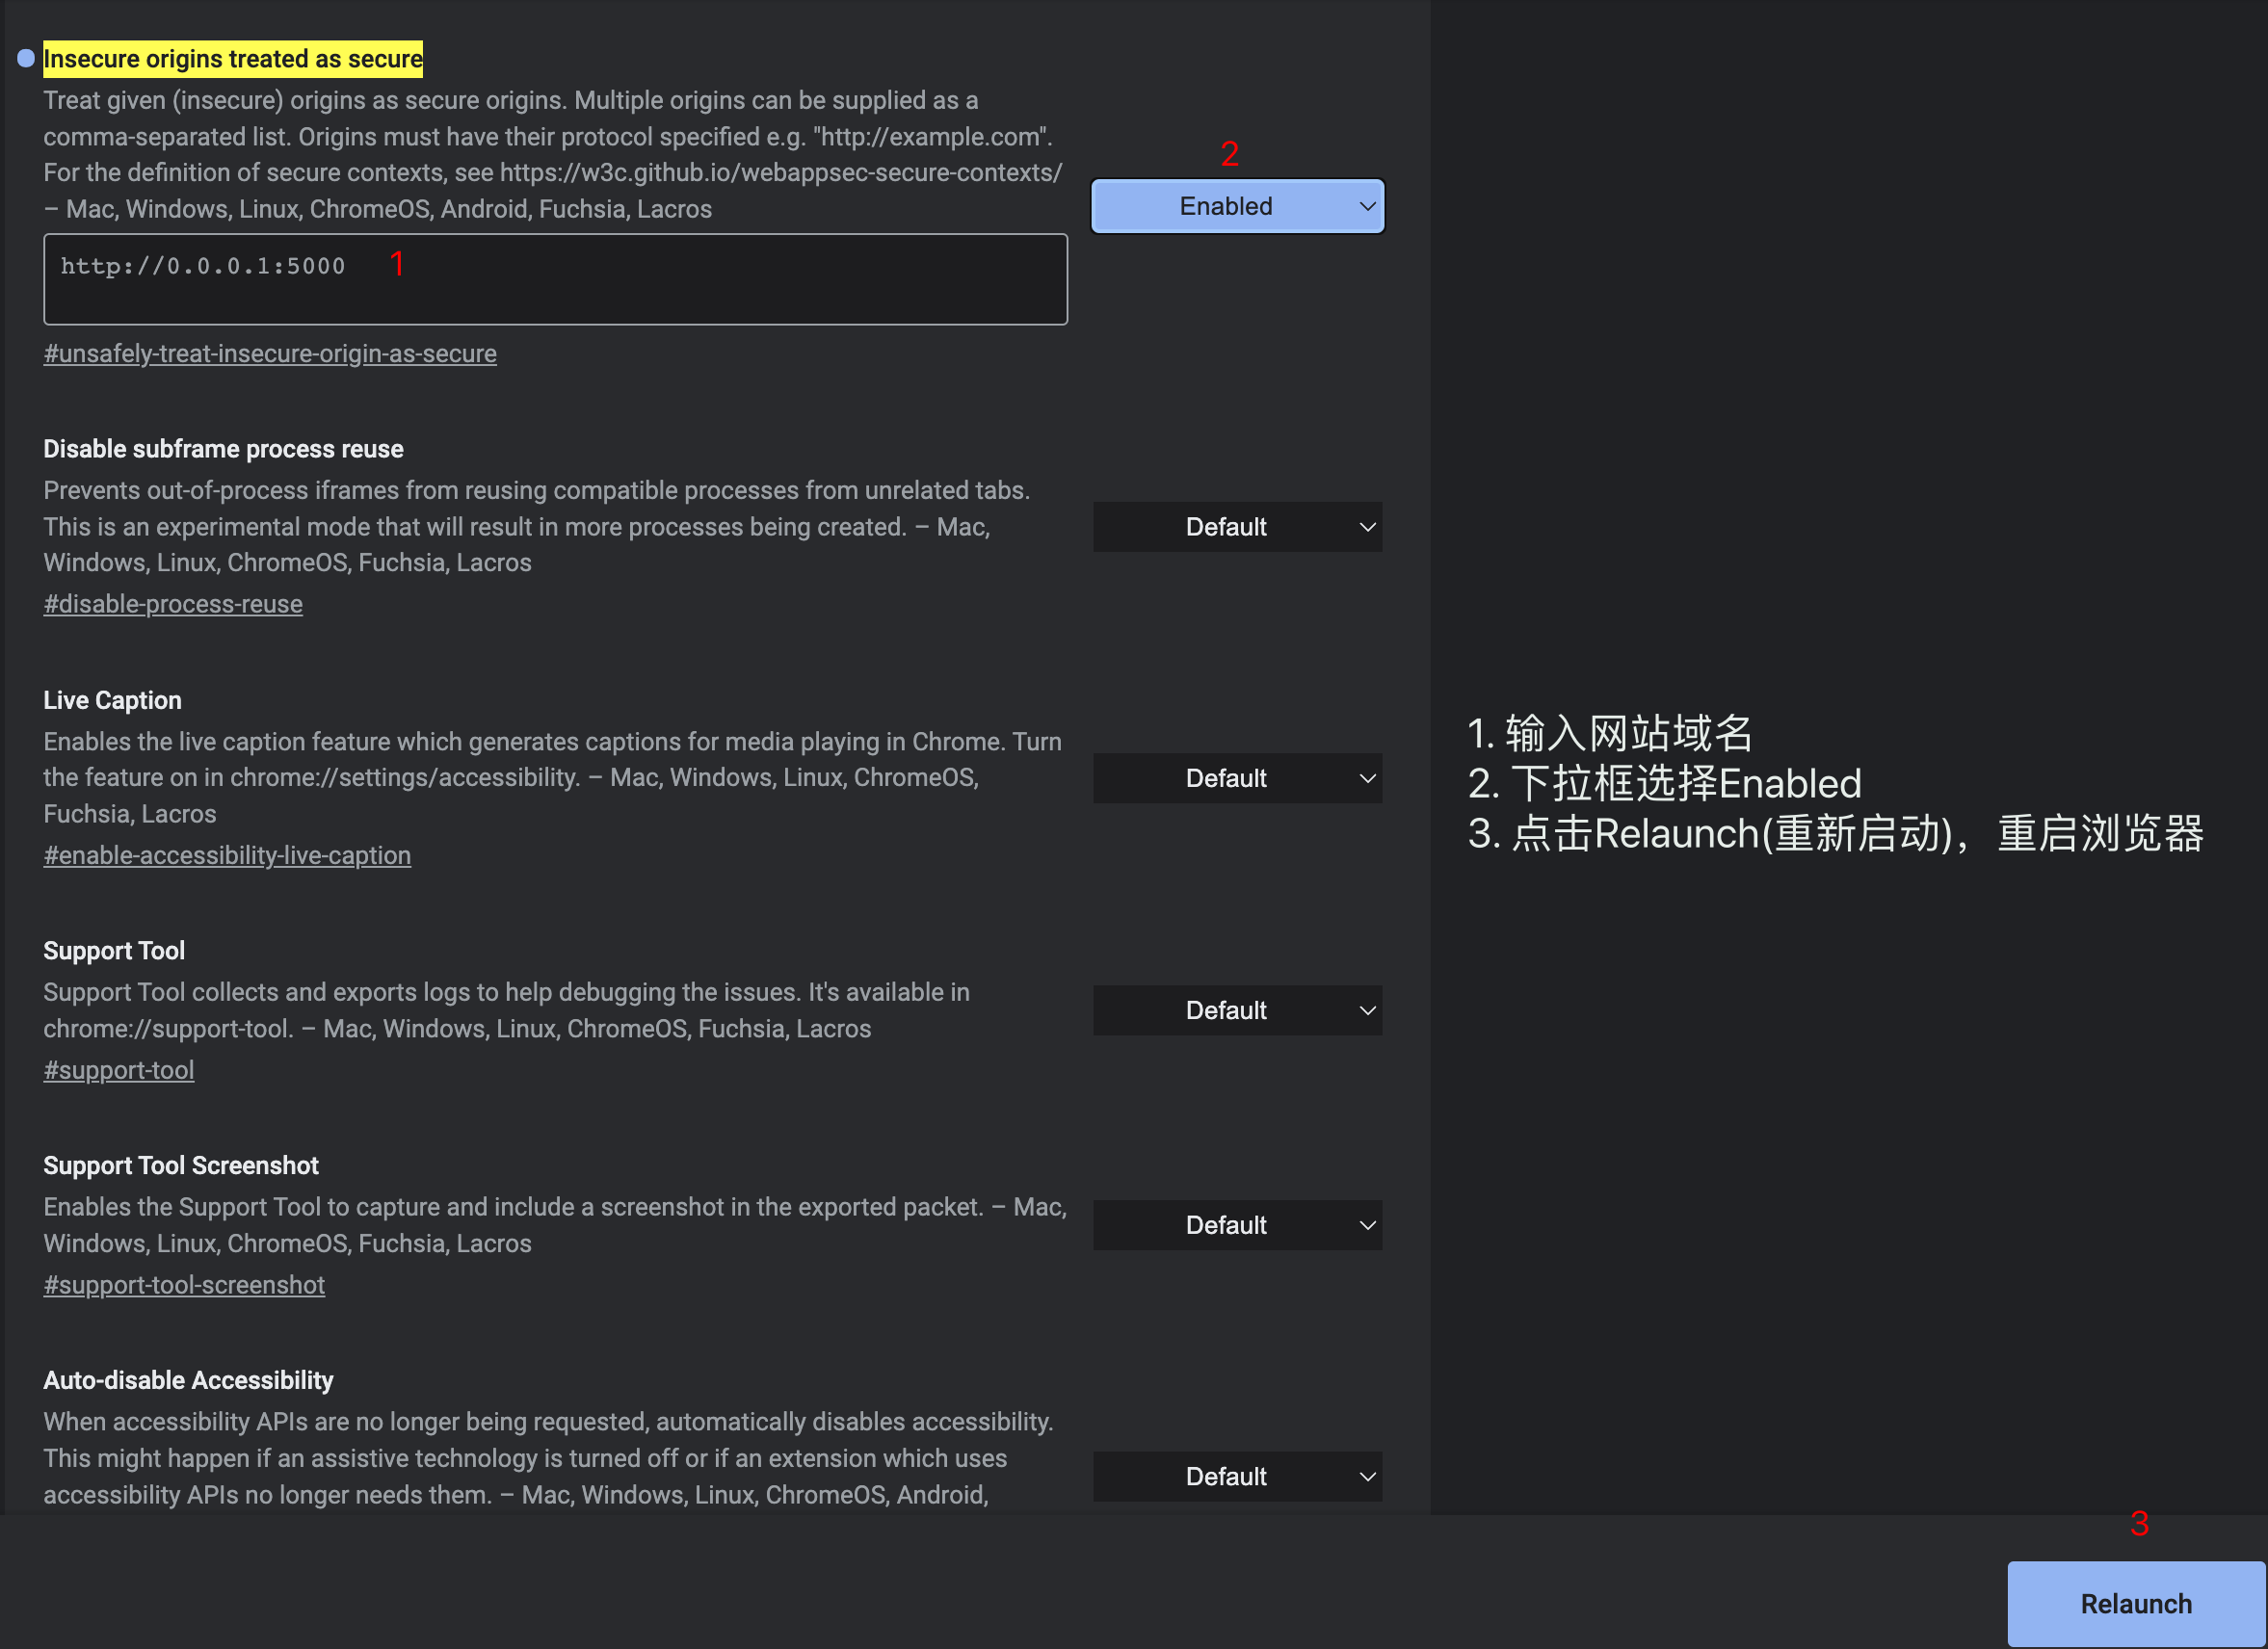 Insecure origins treated as secure
Treat given (insecure) origins as secure origins. Multiple origins can be supplied as a
comma-separated list. Origins must have their protocol specified e.g. "http://example.com".
For the definition of secure contexts, see https://w3c.github.io/webappsec-secure-contexts/
– Mac, Windows, Linux, ChromeOS, Android, Fuchsia, Lacros
2
Enabled
http://0.0.0.1:5000
1
#unsafely-treat-insecure-origin-as-secure
Disable subframe process reuse
Prevents out-of-process iframes from reusing compatible processes from unrelated tabs.
This is an experimental mode that will result in more processes being created. – Mac,
Windows, Linux, ChromeOS, Fuchsia, Lacros
Default
#disable-process-reuse
Live Caption
Enables the live caption feature which generates captions for media playing in Chrome. Turn
the feature on in chrome://settings/accessibility. – Mac, Windows, Linux, ChromeOS,
Fuchsia, Lacros
Default
#enable-accessibility-live-caption
Support Tool
Support Tool collects and exports logs to help debugging the issues. It's available in
chrome://support-tool. – Mac, Windows, Linux, ChromeOS, Fuchsia, Lacros
Default
#support-tool
Support Tool Screenshot
Enables the Support Tool to capture and include a screenshot in the exported packet. – Mac,
Windows, Linux, ChromeOS, Fuchsia, Lacros
Default
#support-tool-screenshot
Auto-disable Accessibility
When accessibility APIs are no longer being requested, automatically disables accessibility.
This might happen if an assistive technology is turned off or if an extension which uses
accessibility APIs no longer needs them. – Mac, Windows, Linux, ChromeOS, Android,
Default
1. 输入网站域名
2. 下拉框选择Enabled
3. 点击Relaunch(重新启动)，重启浏览器
3
Relaunch